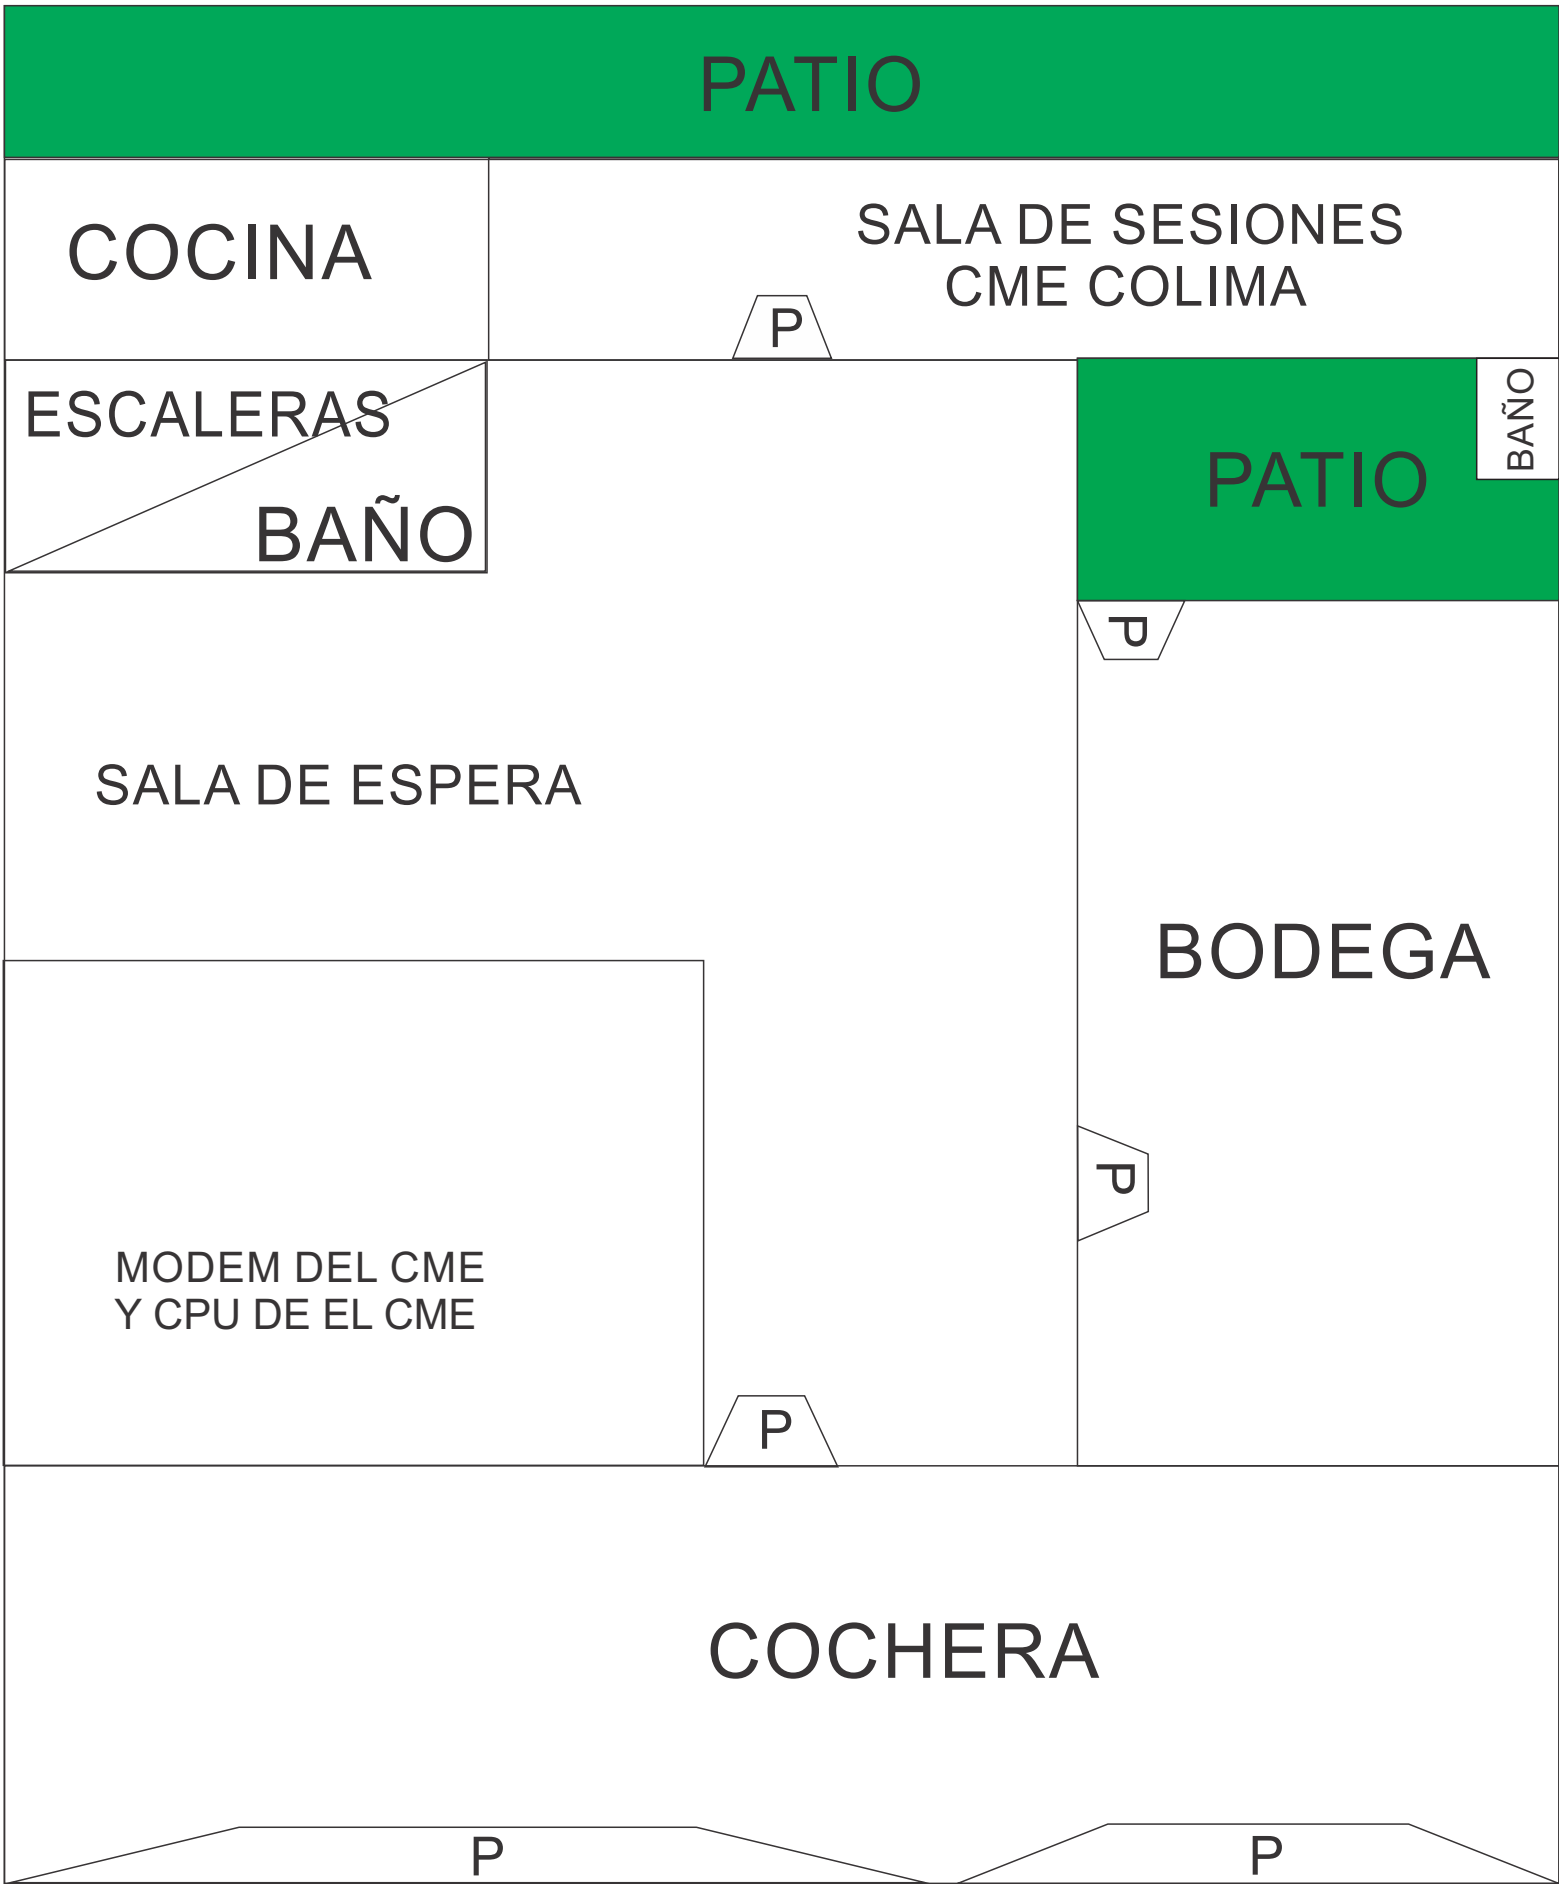 PATIO
COCINA
SALA DE SESIONES
CME COLIMA
P
ESCALERAS
BAÑO
PATIO
BAÑO
P
SALA DE ESPERA
BODEGA
P
MODEM DEL CME
Y CPU DE EL CME
P
COCHERA
P
P